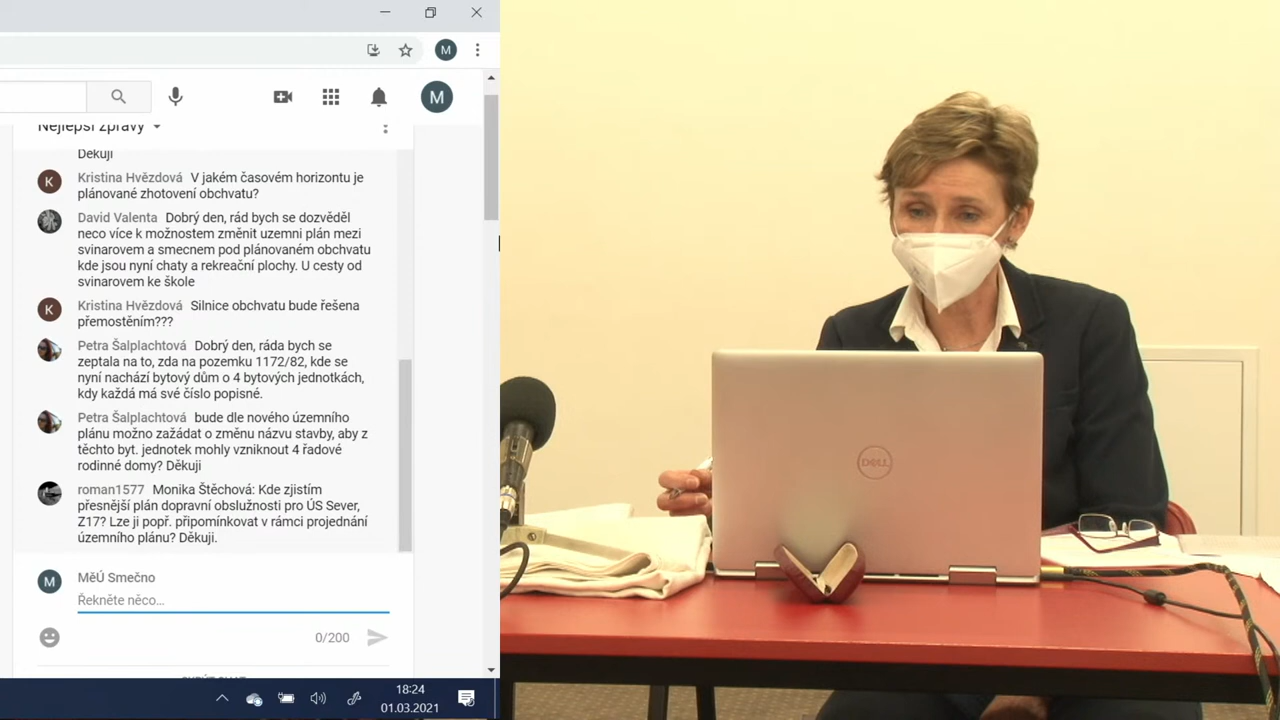 M
M
Nejlepší zprávy
Děkuji
K
Kristina Hvězdová V jakém časovém horizontu je
plánované zhotovení obchvatu?
David Valenta Dobrý den, rád bych se dozvěděl
neco více k možnostem změnit uzemni plán mezi
svinarovem a smecnem pod plánovaném obchvatu
kde jsou nyní chaty a rekreační plochy. U cesty od
svinarovem ke škole
K
Kristina Hvězdová Silnice obchvatu bude řešena
přemostěním???
Petra Šalplachtová Dobrý den, ráda bych se
zeptala na to, zda na pozemku 1172/82, kde se
nyní nachází bytový dům o 4 bytových jednotkách,
kdy každá má své číslo popisné.
Petra Šalplachtová bude dle nového územního
plánu možno zažádat o změnu názvu stavby, aby z
těchto byt. jednotek mohly vzniknout 4 řadové
rodinné domy? Děkuji
roman1577 Monika Štěchová: Kde zjistím
přesnější plán dopravní obslužnosti pro ÚS Sever,
Z17? Lze ji popř. připomínkovat v rámci projednání
územního plánu? Děkuji.
M
MěÚ Smečno
Řekněte něco...
0/200
18:24
01.03.2021
DELL